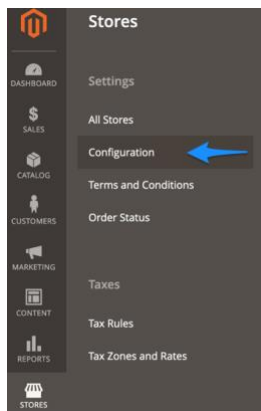 Stores
DASHBOARD
Settings
$
SALES
All Stores
Configuration
CATALOG
Terms and Conditions
CUSTOMERS
Order Status
MARKETING
Taxes
CONTENT
Tax Rules
REPORTS
Tax Zones and Rates
STORES